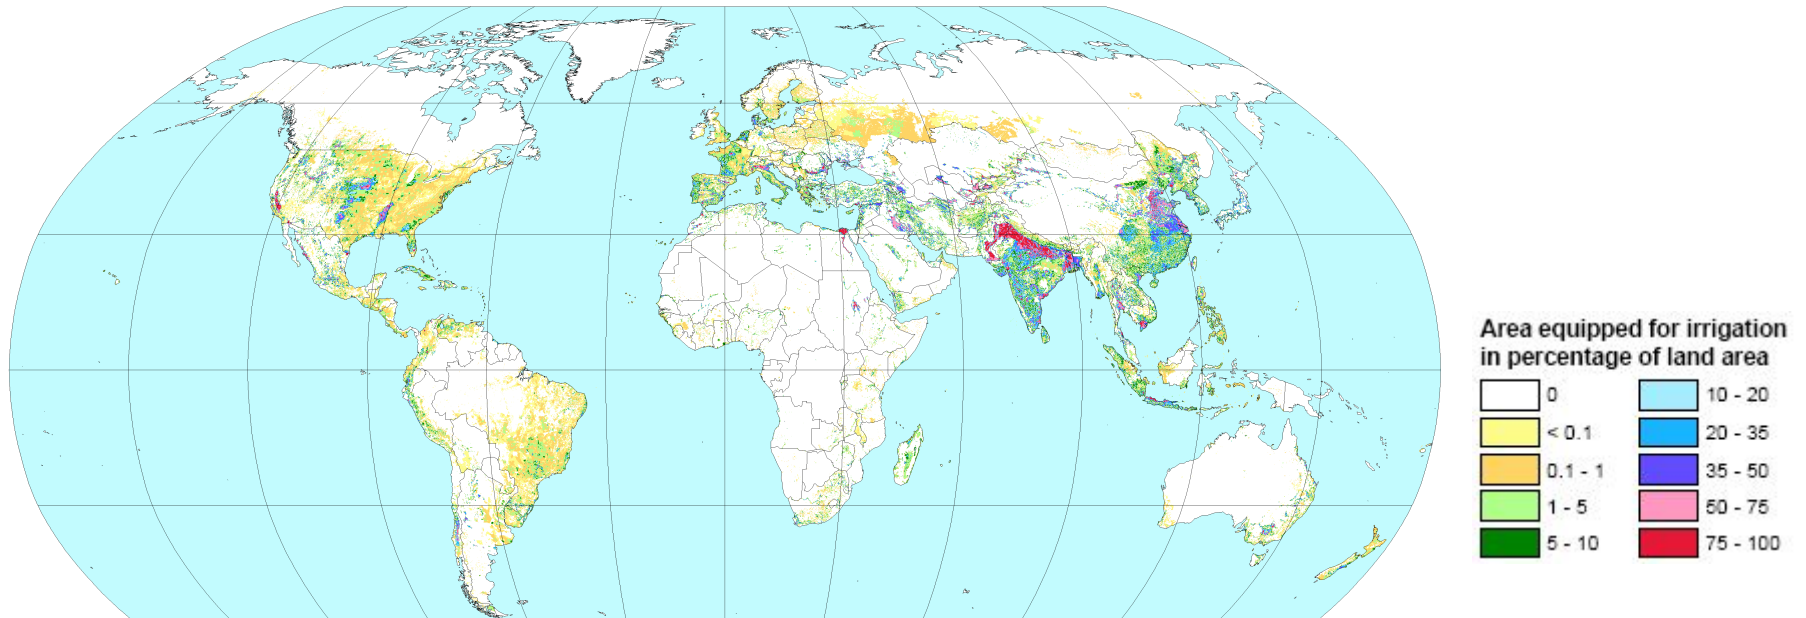 Area equipped for irrigation
in percentage of land area
0
< 0.1
0.1 - 1
1 - 5
5 - 10
10 - 20
20 - 35
35 - 50
50 - 75
75 - 100